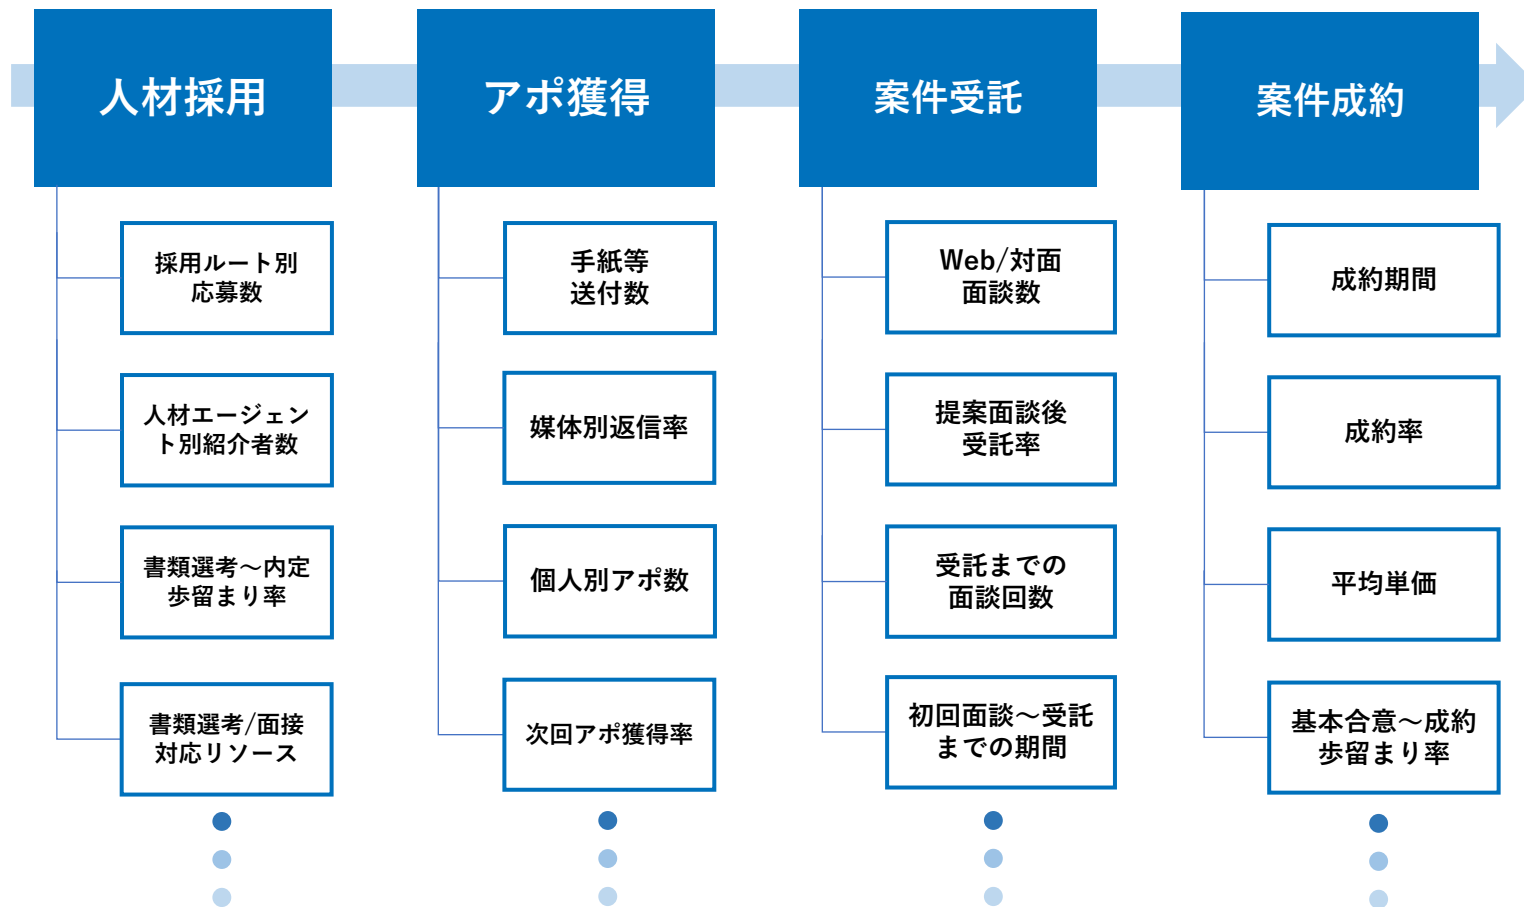 人材採用
アポ獲得
案件受託
案件成約
採用ルート別
応募数
人材エージェン
ト別紹介者数
書類選考～内定
歩留まり率
書類選考/面接
対応リソース
手紙等
送付数
媒体別返信率
個人別アポ数
次回アポ獲得率
Web/対面
面談数
提案面談後
受託率
受託までの
面談回数
初回面談～受託
までの期間
成約期間
成約率
平均単価
基本合意～成約
歩留まり率